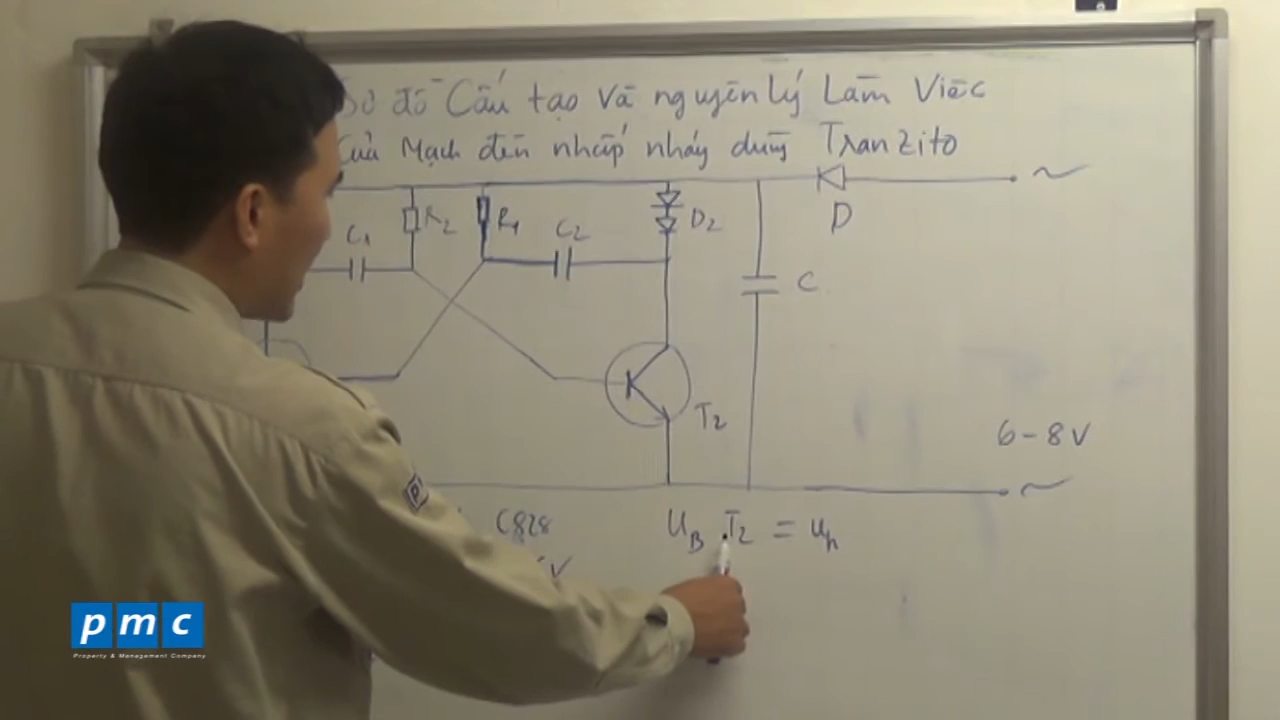 Sơ đồ Cấu tạo Và nguyên lý Làm Việc
Của Mạch đèn nhấp nháy dùng Tranzito
D
R2
R1
C2
D2
C1
C
T2
6-8V
C828
UB T2 = Uh
V
P
pmc
Property & Management Company